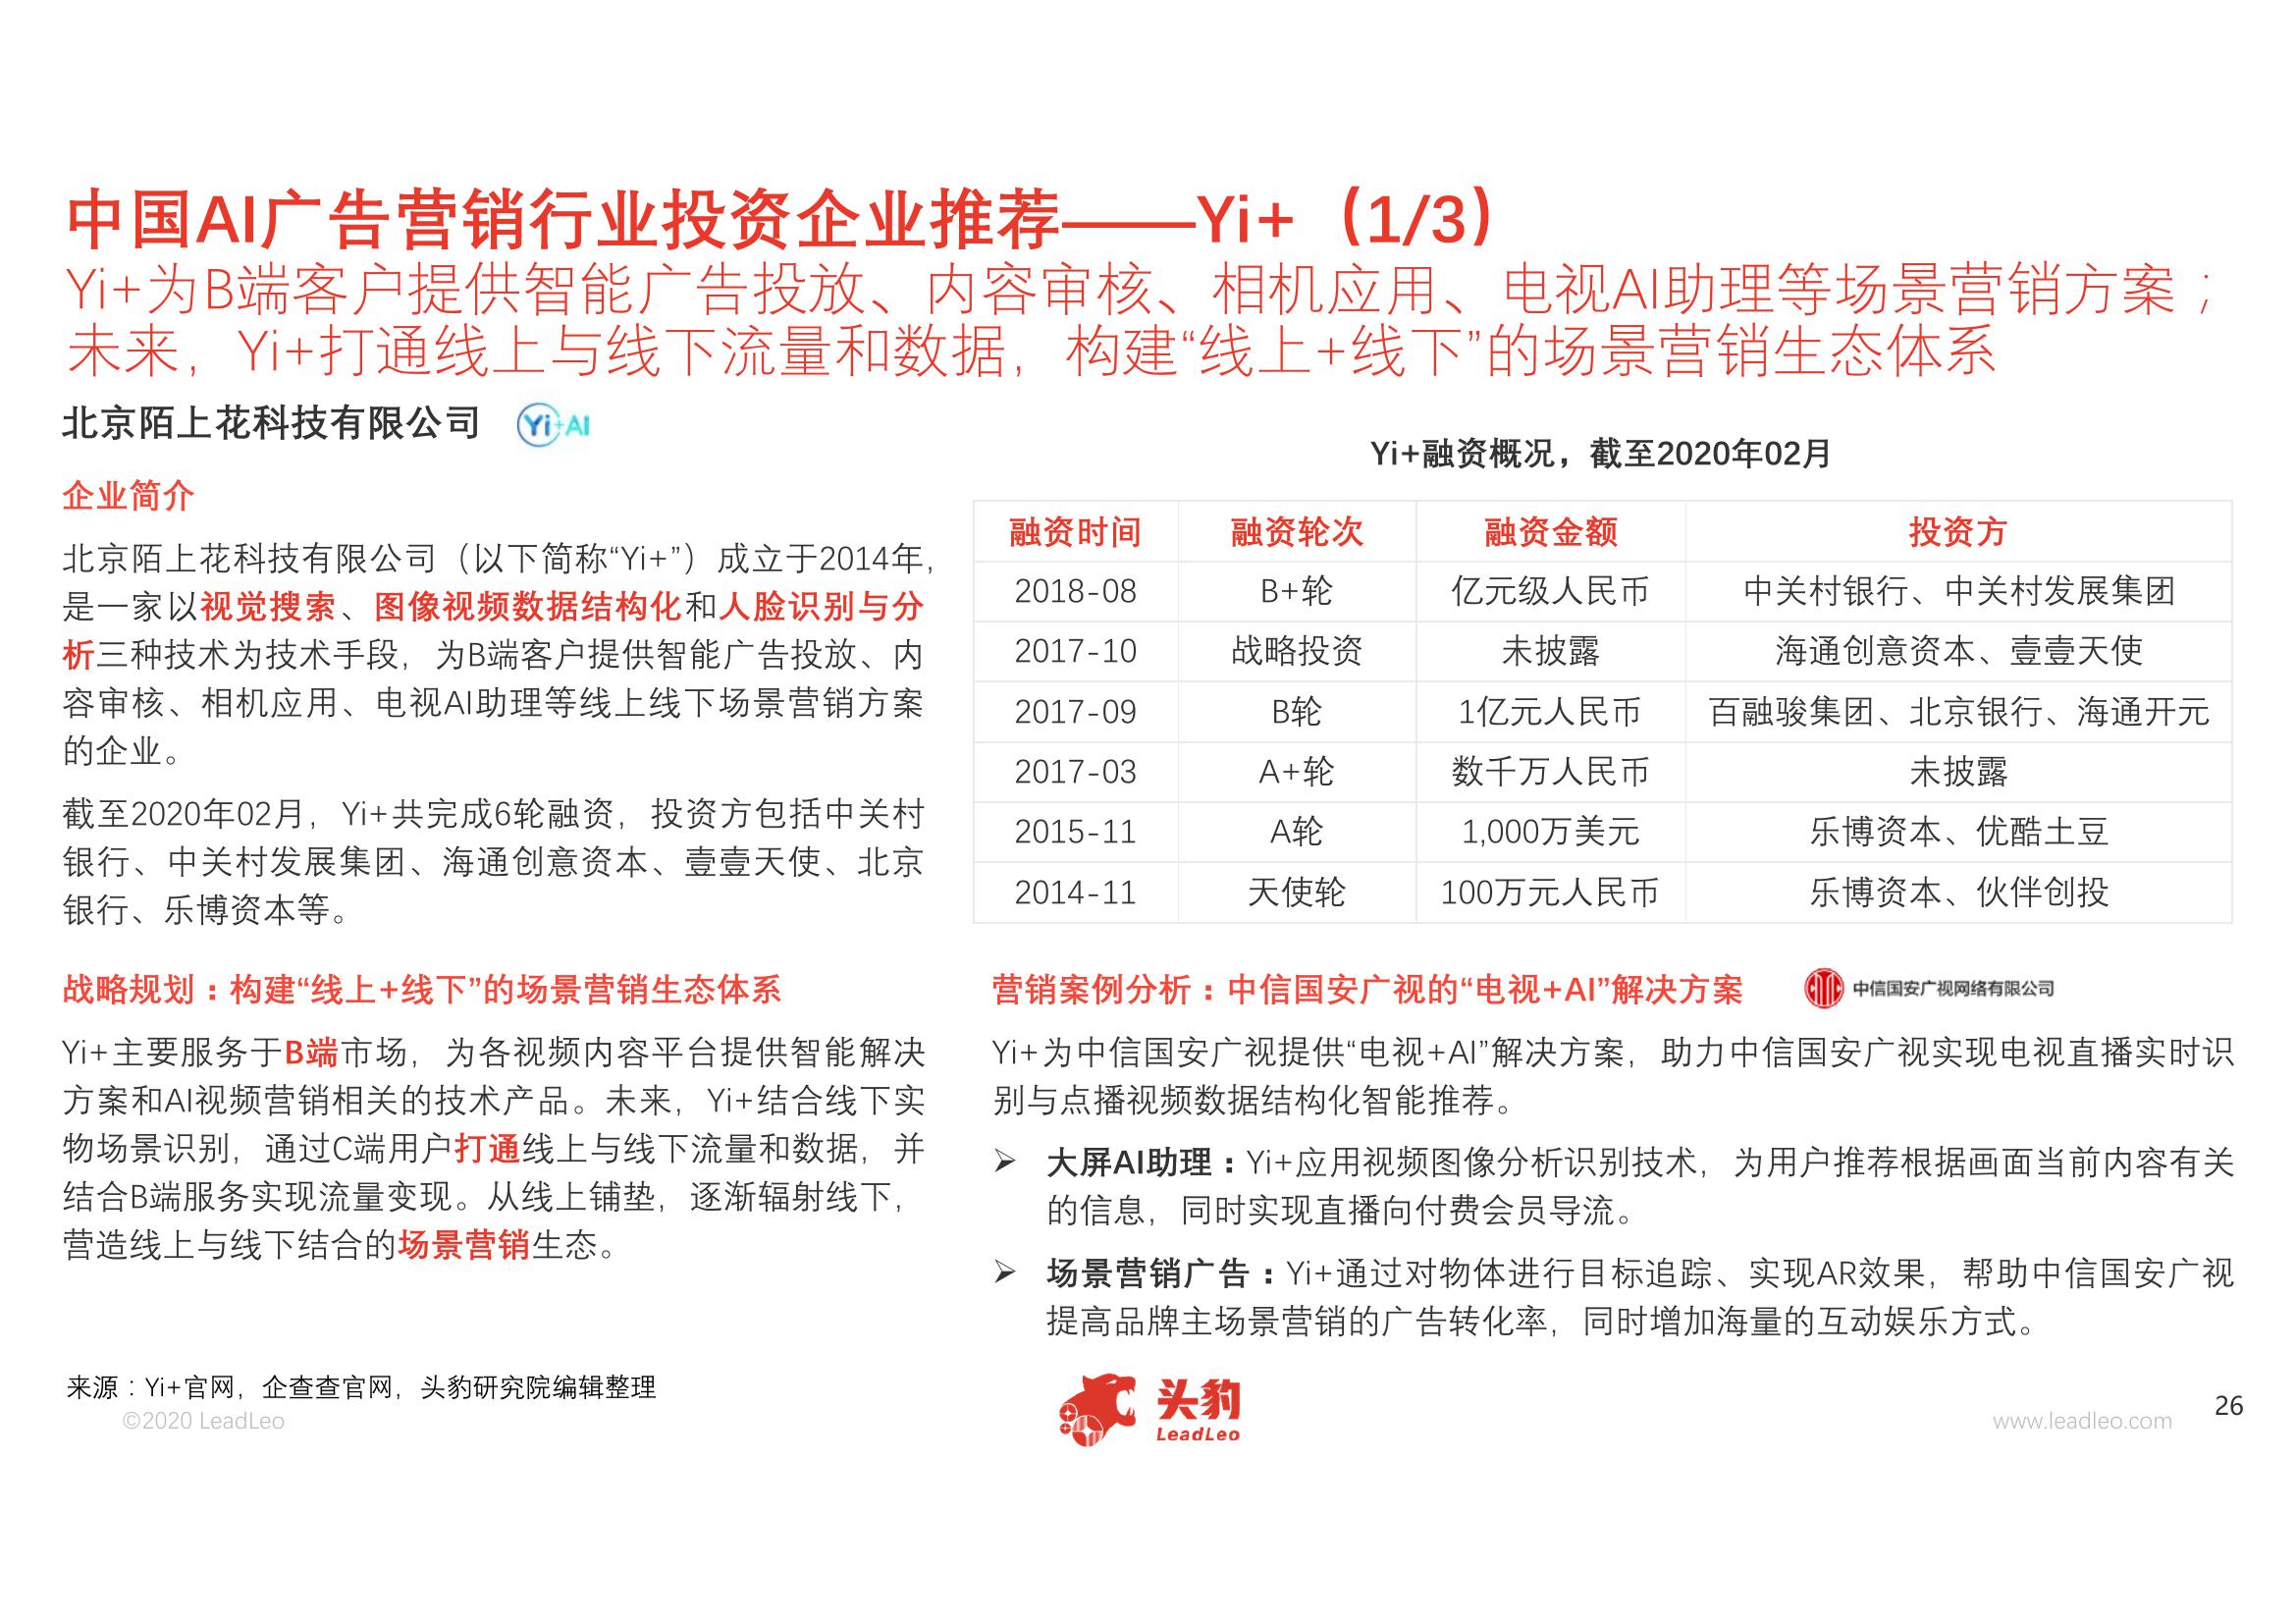 中国AI广告营销行业投资企业推荐——Yi+（1/3）
Yi+为B端客户提供智能广告投放、内容审核、相机应用、电视AI助理等场景营销方案；
未来，Yi+打通线上与线下流量和数据，构建“线上+线下”的场景营销生态体系
北京陌上花科技有限公司
Yi+AI
企业简介
北京陌上花科技有限公司（以下简称“Yi+”）成立于2014年，
是一家以视觉搜索、图像视频数据结构化和人脸识别与分
析三种技术为技术手段，为B端客户提供智能广告投放、内
容审核、相机应用、电视AI助理等线上线下场景营销方案
的企业。
截至2020年02月，Yi+共完成6轮融资，投资方包括中关村
银行、中关村发展集团、海通创意资本、壹壹天使、北京
银行、乐博资本等。
Yi+融资概况，截至2020年02月
融资时间 融资轮次 融资金额 投资方
2018-08 B+轮 亿元级人民币 中关村银行、中关村发展集团
2017-10 战略投资 未披露 海通创意资本、壹壹天使
2017-09 B轮 1亿元人民币 百融骏集团、北京银行、海通开元
2017-03 A+轮 数千万人民币 未披露
2015-11 A轮 1,000万美元 乐博资本、优酷土豆
2014-11 天使轮 100万元人民币 乐博资本、伙伴创投
战略规划：构建“线上+线下”的场景营销生态体系
Yi+主要服务于B端市场，为各视频内容平台提供智能解决
方案和AI视频营销相关的技术产品。未来，Yi+结合线下实
物场景识别，通过C端用户打通线上与线下流量和数据，并
结合B端服务实现流量变现。从线上铺垫，逐渐辐射线下，
营造线上与线下结合的场景营销生态。
营销案例分析：中信国安广视的“电视+AI”解决方案
中信国安广视网络有限公司
Yi+为中信国安广视提供“电视+AI”解决方案，助力中信国安广视实现电视直播实时识
别与点播视频数据结构化智能推荐。
➢ 大屏AI助理：Yi+应用视频图像分析识别技术，为用户推荐根据画面当前内容有关
的信息，同时实现直播向付费会员导流。
➢ 场景营销广告：Yi+通过对物体进行目标追踪、实现AR效果，帮助中信国安广视
提高品牌主场景营销的广告转化率，同时增加海量的互动娱乐方式。
来源：Yi+官网，企查查官网，头豹研究院编辑整理
©2020 LeadLeo
头豹
LeadLeo
www.leadleo.com
26